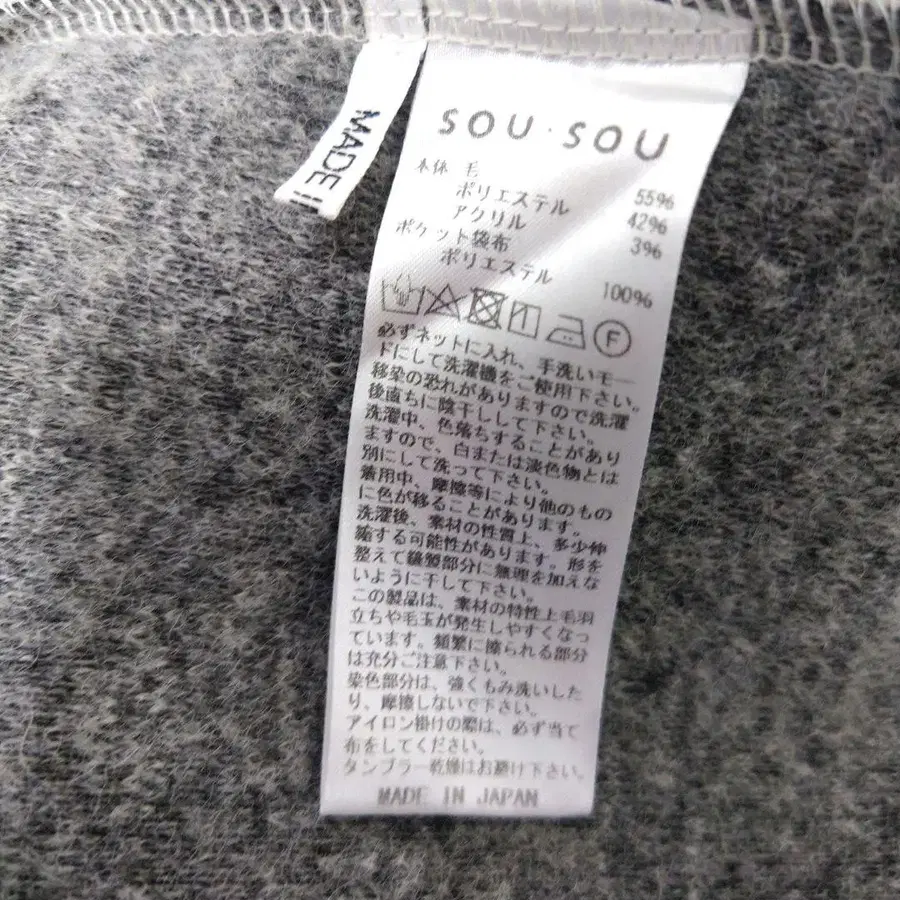 MADE I
SOU・SOU
本体 毛 55%
ポリエステル 42%
アクリル 3%
ポケット袋布
ポリエステル 100%
F
必ずネットに入れ、手洗いモー
ドにして洗濯機をご使用下さい。
移染の恐れがありますので洗濯
後直ちに陰干しして下さい。
洗濯中、色落ちすることがあり
ますので、白または淡色物とは
別にして洗って下さい。
着用中、摩擦等により他のもの
に色が移ることがあります。
洗濯後、素材の性質上、多少伸
縮する可能性があります。形を
整えて縫製部分に無理を加えな
いように干して下さい。
この製品は、素材の特性上毛羽
立ちや毛玉が発生しやすくなっ
ています。頻繁に擦られる部分
は充分ご注意下さい。
染色部分は、強くもみ洗いした
り、摩擦しないで下さい。
アイロン掛けの際は、必ず当て
布をしてください。
タンブラー乾燥はお避け下さい。
MADE IN JAPAN